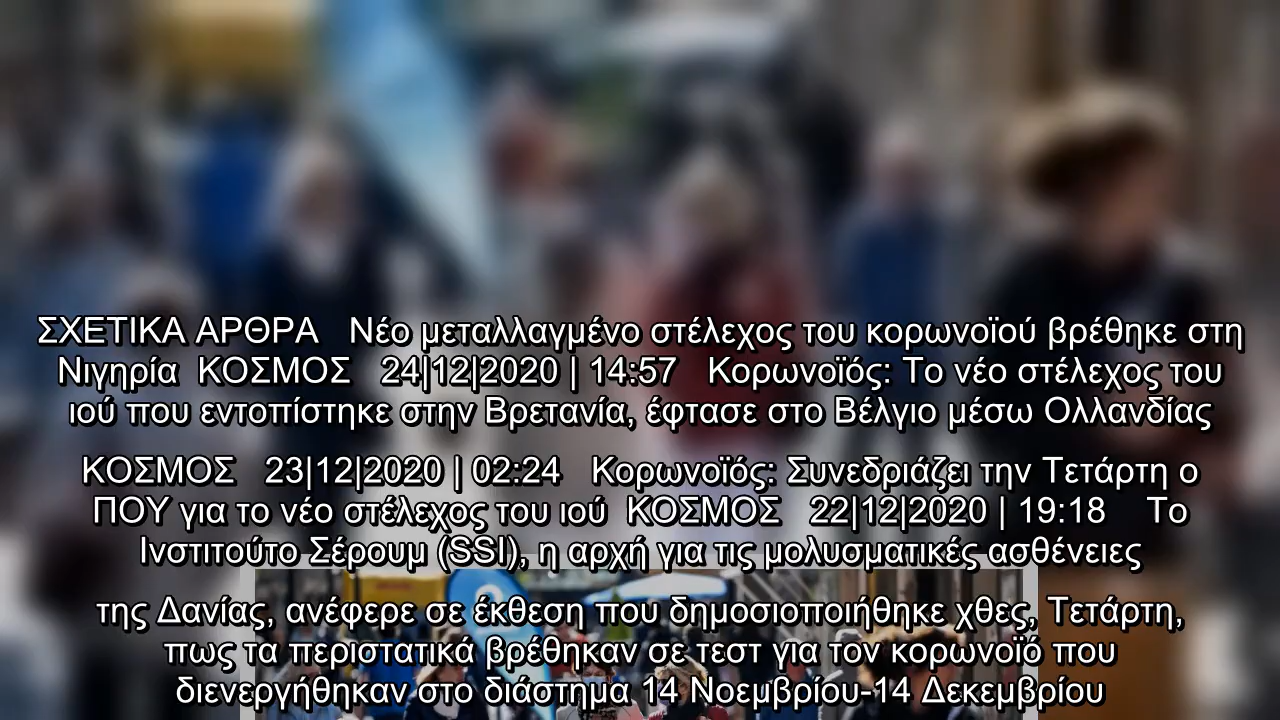 ΣΧΕΤΙΚΑ ΑΡΘΡΑ   Νέο μεταλλαγμένο στέλεχος του κορωνοϊού βρέθηκε στη
Νιγηρία  ΚΟΣΜΟΣ   24|12|2020 | 14:57   Κορωνοϊός: Το νέο στέλεχος του
ιού που εντοπίστηκε στην Βρετανία, έφτασε στο Βέλγιο μέσω Ολλανδίας
ΚΟΣΜΟΣ   23|12|2020 | 02:24   Κορωνοϊός: Συνεδριάζει την Τετάρτη ο
ΠΟΥ για το νέο στέλεχος του ιού  ΚΟΣΜΟΣ   22|12|2020 | 19:18    Το
Ινστιτούτο Σέρουμ (SSI), η αρχή για τις μολυσματικές ασθένειες
της Δανίας, ανέφερε σε έκθεση που δημοσιοποιήθηκε χθες, Τετάρτη,
πως τα περιστατικά βρέθηκαν σε τεστ για τον κορωνοϊό που
διενεργήθηκαν στο διάστημα 14 Νοεμβρίου-14 Δεκεμβρίου